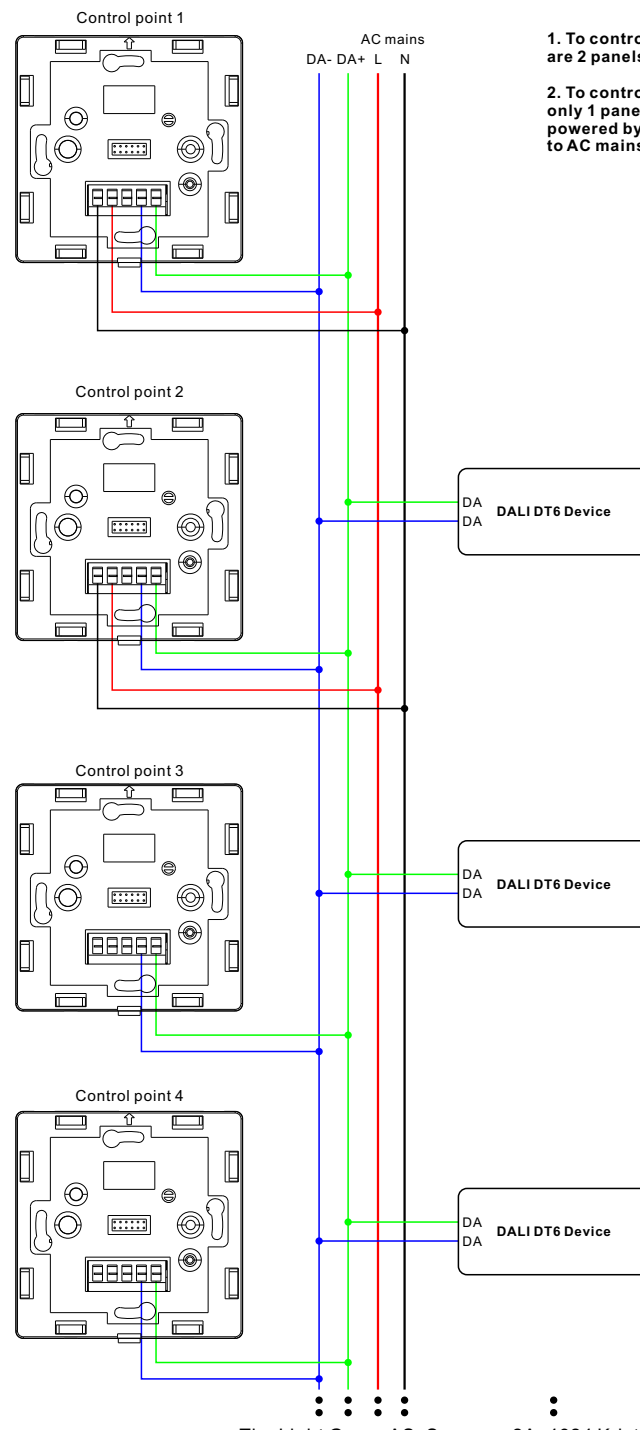 Control point 1
AC mains
DA- DA+ L N
1. To contro
are 2 panels
2. To contro
only 1 pane
powered by
to AC mains
Control point 2
DA
DA
DALI DT6 Device
Control point 3
DA
DA
DALI DT6 Device
Control point 4
DA
DA
DALI DT6 Device